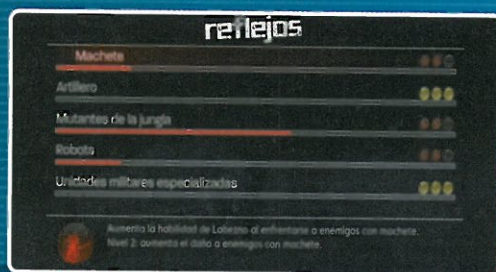 reflejos
Machete
Artillero
Mutantes de la jungla
Robots
Unidades militares especializadas
Aumenta la habilidad de Lobezno al enfrentarse a enemigos con machete.
Nivel 2: aumenta el daño a enemigos con machete.